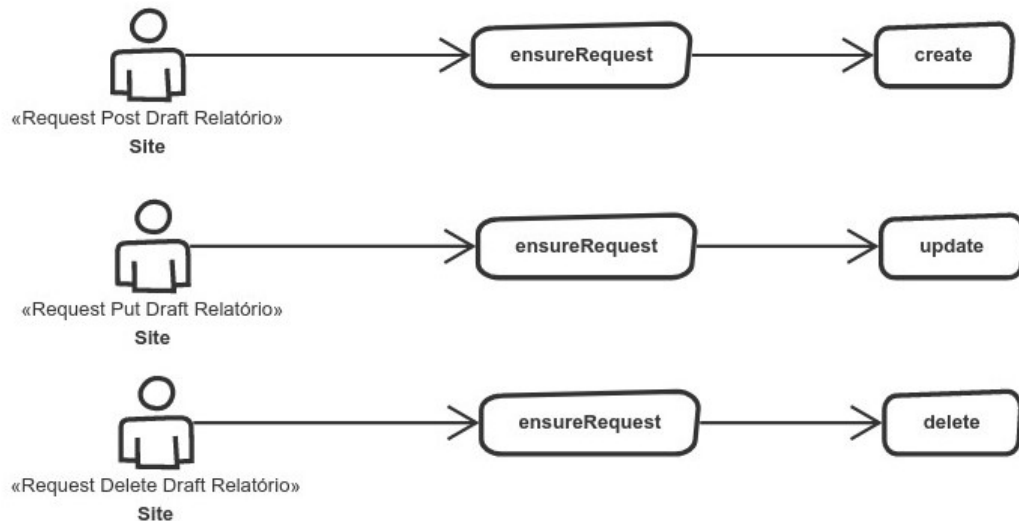 ensureRequest
create
«Request Post Draft Relatório»
Site
ensureRequest
update
«Request Put Draft Relatório»
Site
ensureRequest
delete
«Request Delete Draft Relatório»
Site